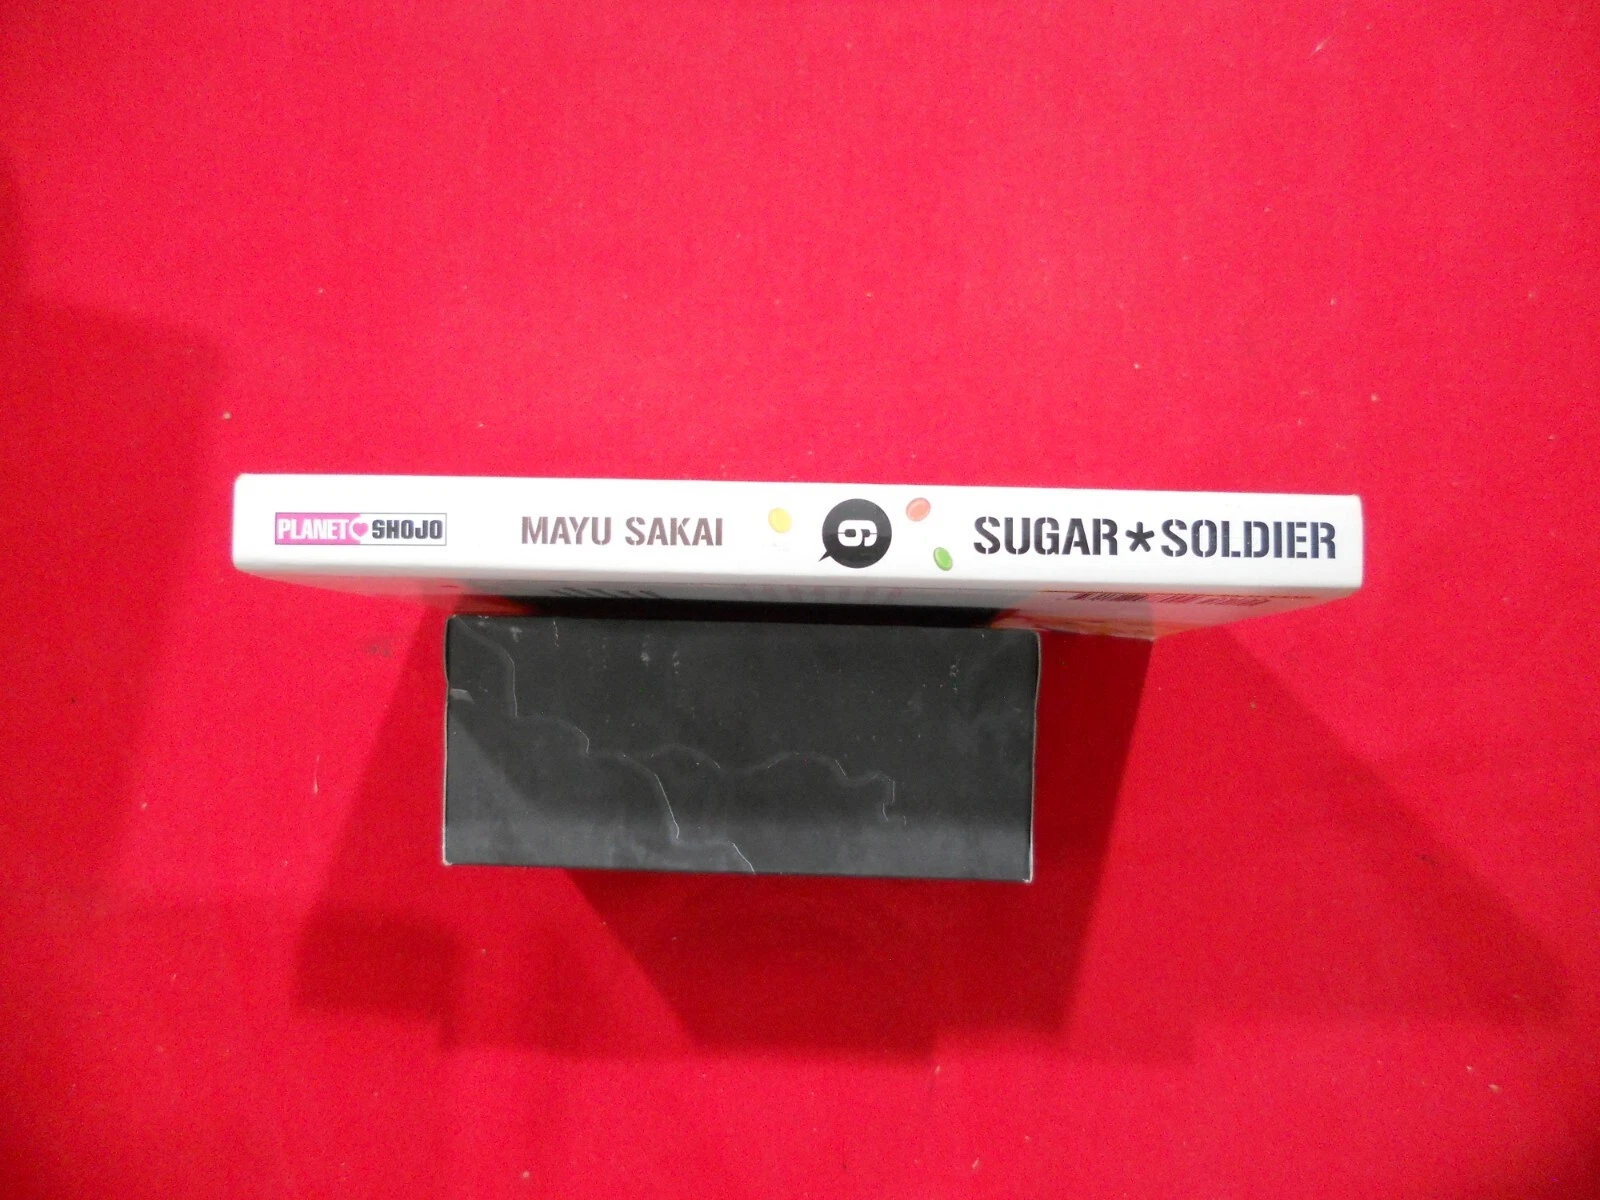 PLANET SHOJO
MAYU SAKAI
6
SUGAR★SOLDIER